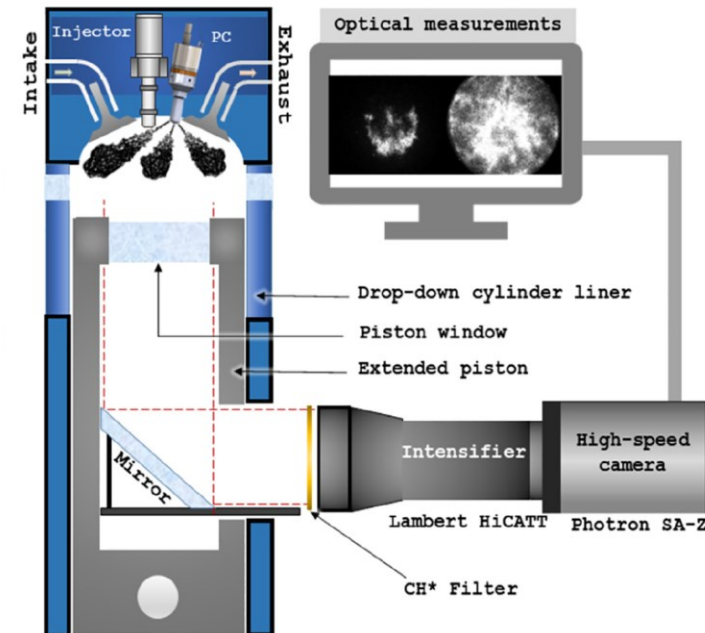 Injector
PC
Intake
Exhaust
Optical measurements
Drop-down cylinder liner
Piston window
Extended piston
Mirror
Intensifier
High-speed
camera
Lambert HiCATT
Photron SA-Z
CH* Filter